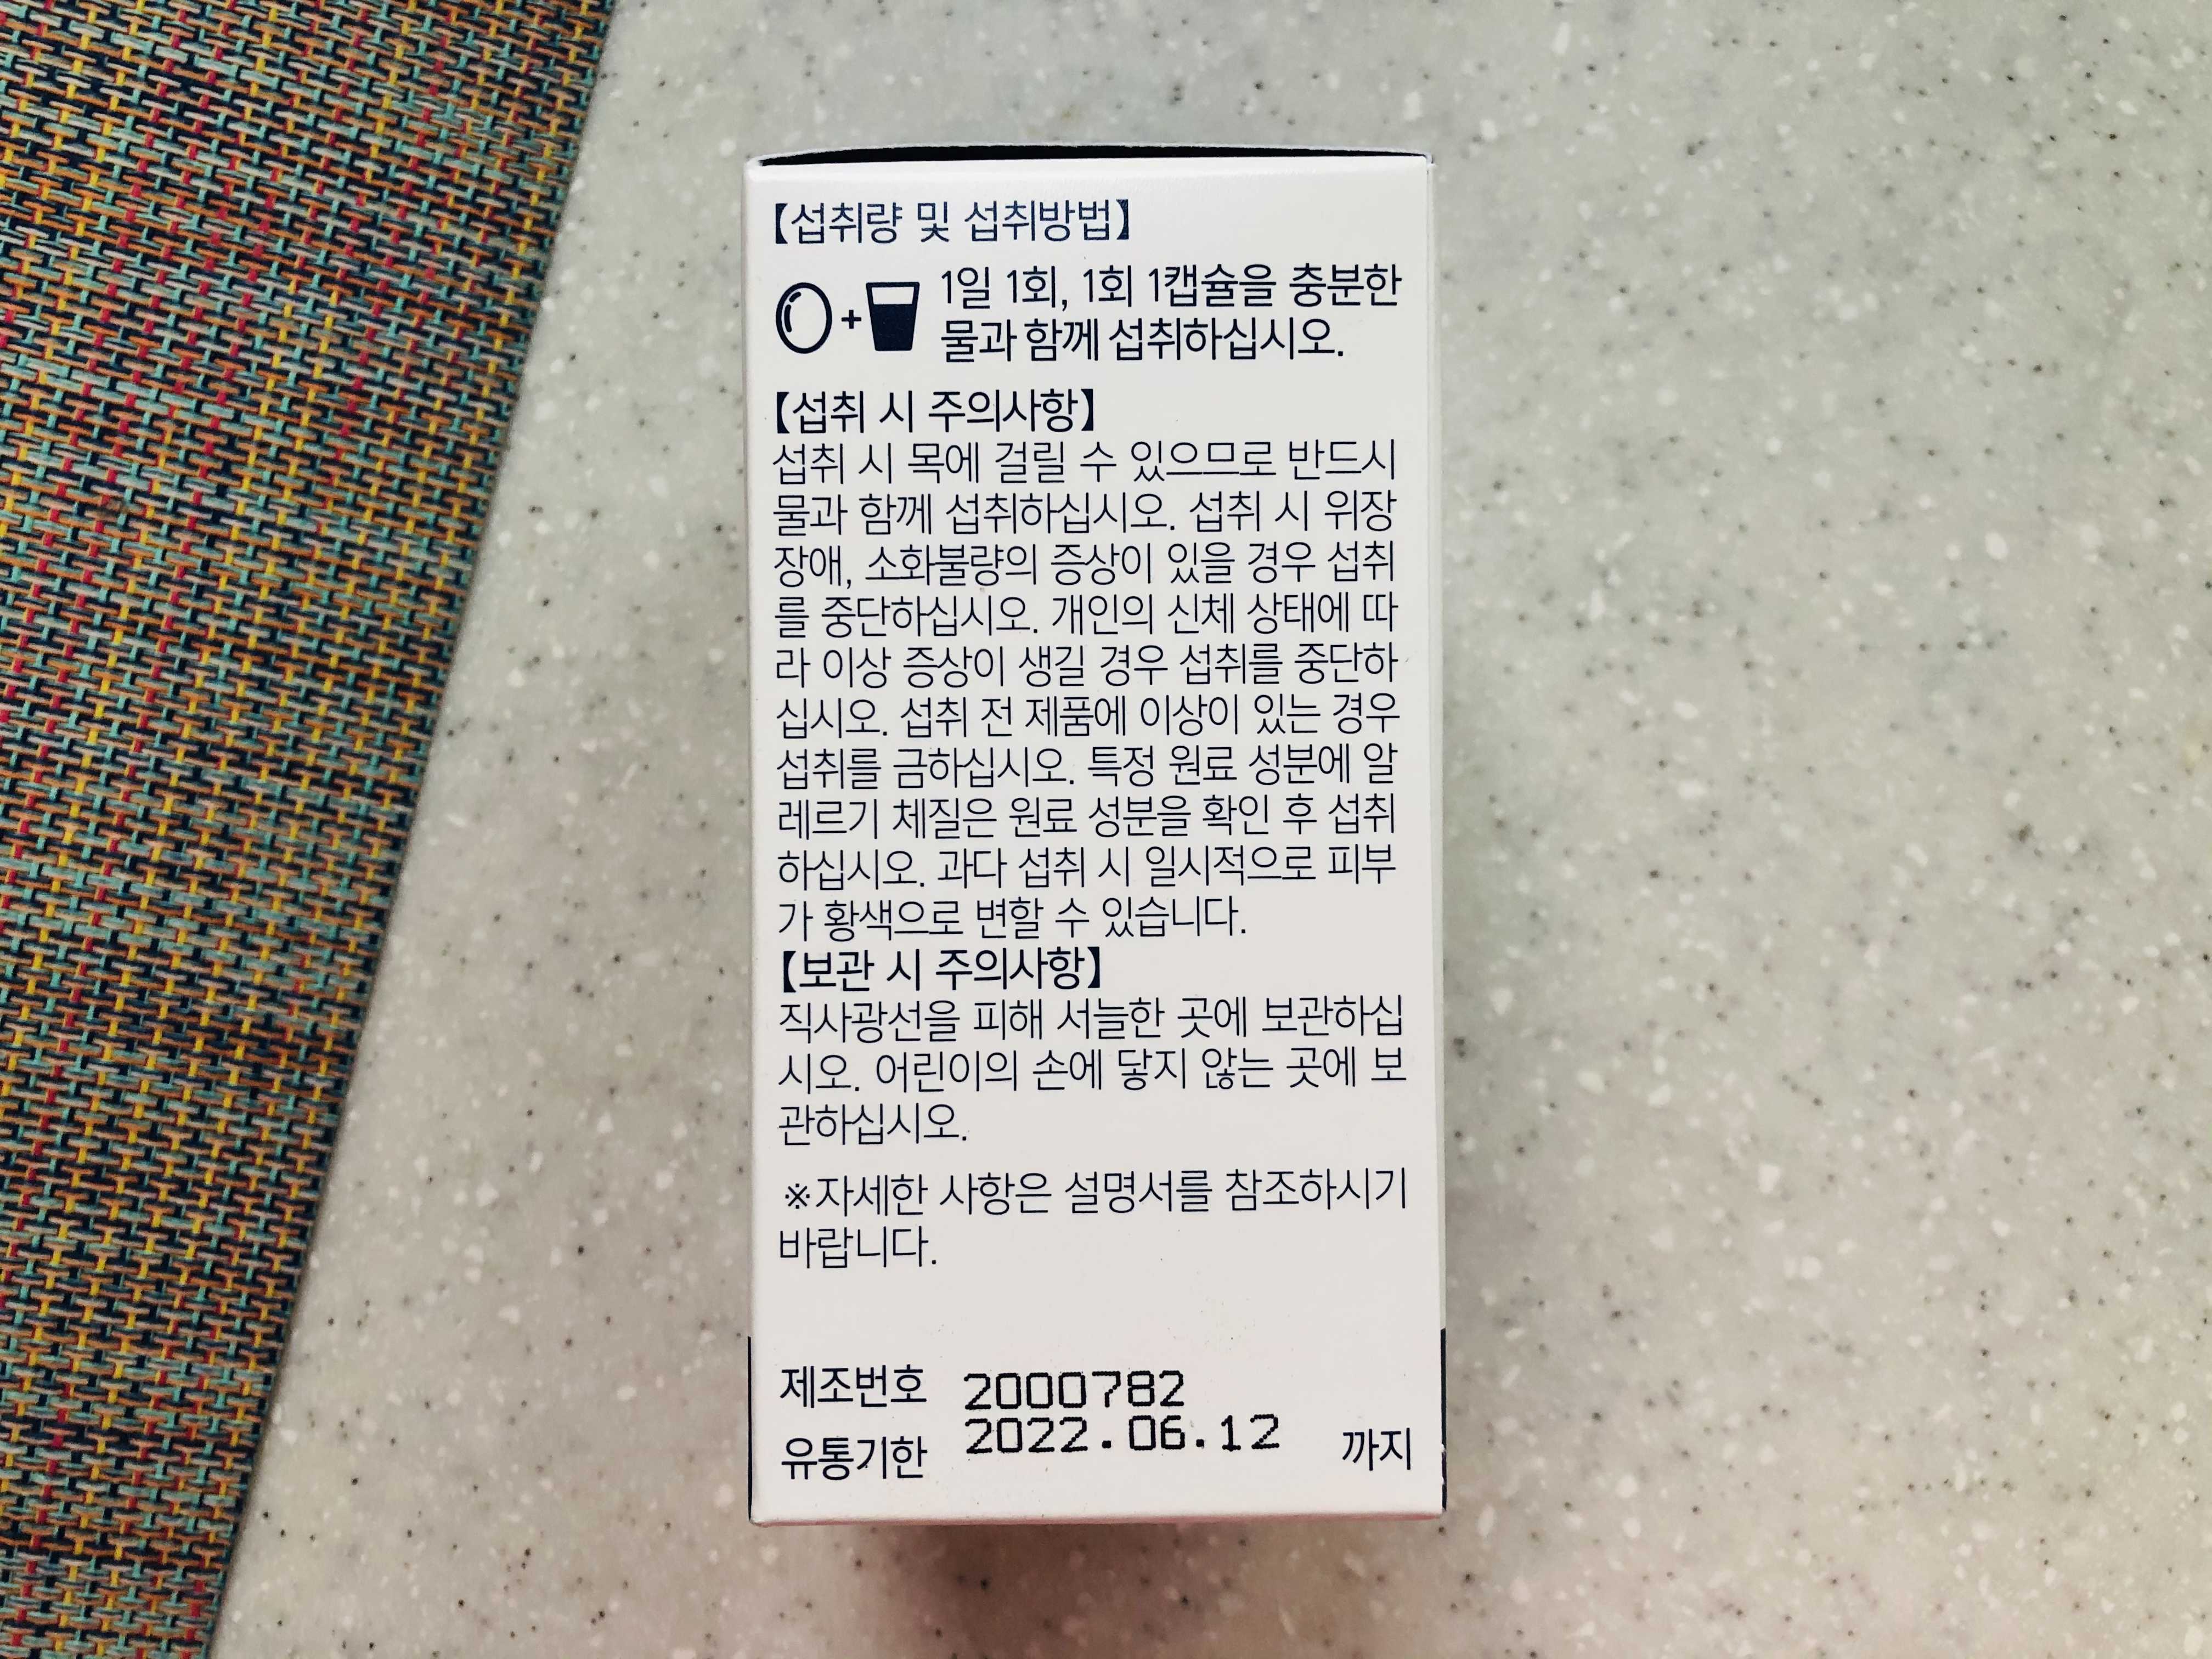 【섭취량 및 섭취방법】
1일 1회, 1회 1캡슐을 충분한
물과 함께 섭취하십시오.
【섭취 시 주의사항】
섭취 시 목에 걸릴 수 있으므로 반드시
물과 함께 섭취하십시오. 섭취 시 위장
장애, 소화불량의 증상이 있을 경우 섭취
를 중단하십시오. 개인의 신체 상태에 따
라 이상 증상이 생길 경우 섭취를 중단하
십시오. 섭취 전 제품에 이상이 있는 경우
섭취를 금하십시오. 특정 원료 성분에 알
레르기 체질은 원료 성분을 확인 후 섭취
하십시오. 과다 섭취 시 일시적으로 피부
가 황색으로 변할 수 있습니다.
【보관 시 주의사항】
직사광선을 피해 서늘한 곳에 보관하십
시오. 어린이의 손에 닿지 않는 곳에 보
관하십시오.
※자세한 사항은 설명서를 참조하시기
바랍니다.
제조번호 2000782
유통기한 2022.06.12 까지